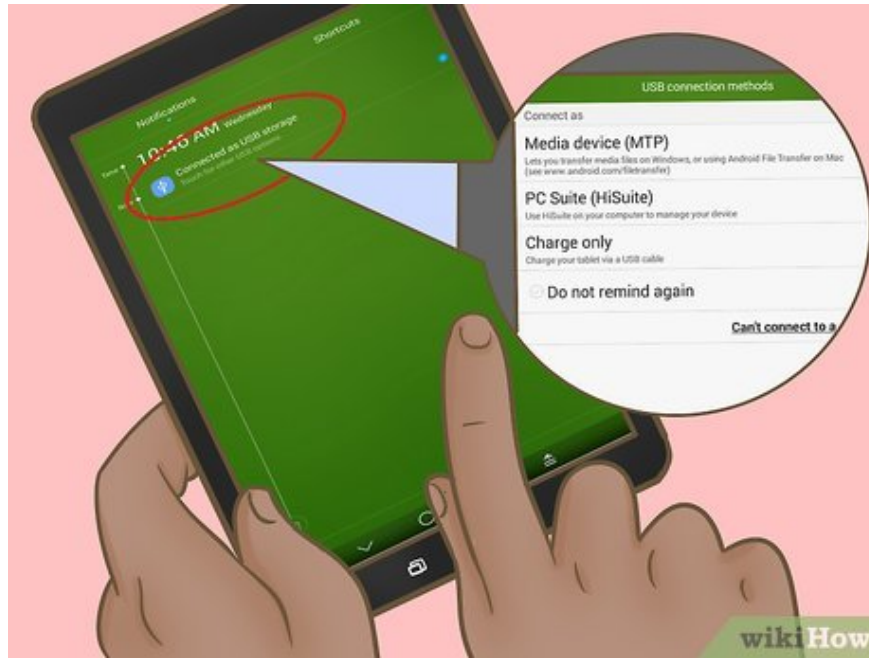 Notifications
Shortcuts
10:46 AM Wednesday
Connected as USB storage
Touch for other USB options
USB connection methods
Connect as
Media device (MTP)
Lets you transfer media files on Windows, or using Android File Transfer on Mac
(see www.android.com/filetransfer)
PC Suite (HiSuite)
Use HiSuite on your computer to manage your device
Charge only
Charge your tablet via a USB cable
Do not remind again
Can't connect to a
wikiHow